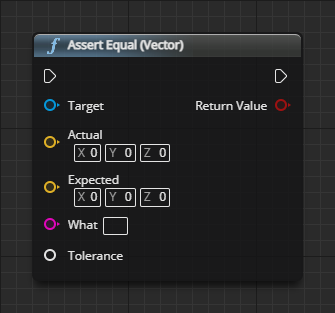 f Assert Equal (Vector)
Target Return Value
Actual
X 0 Y 0 Z 0
Expected
X 0 Y 0 Z 0
What
Tolerance